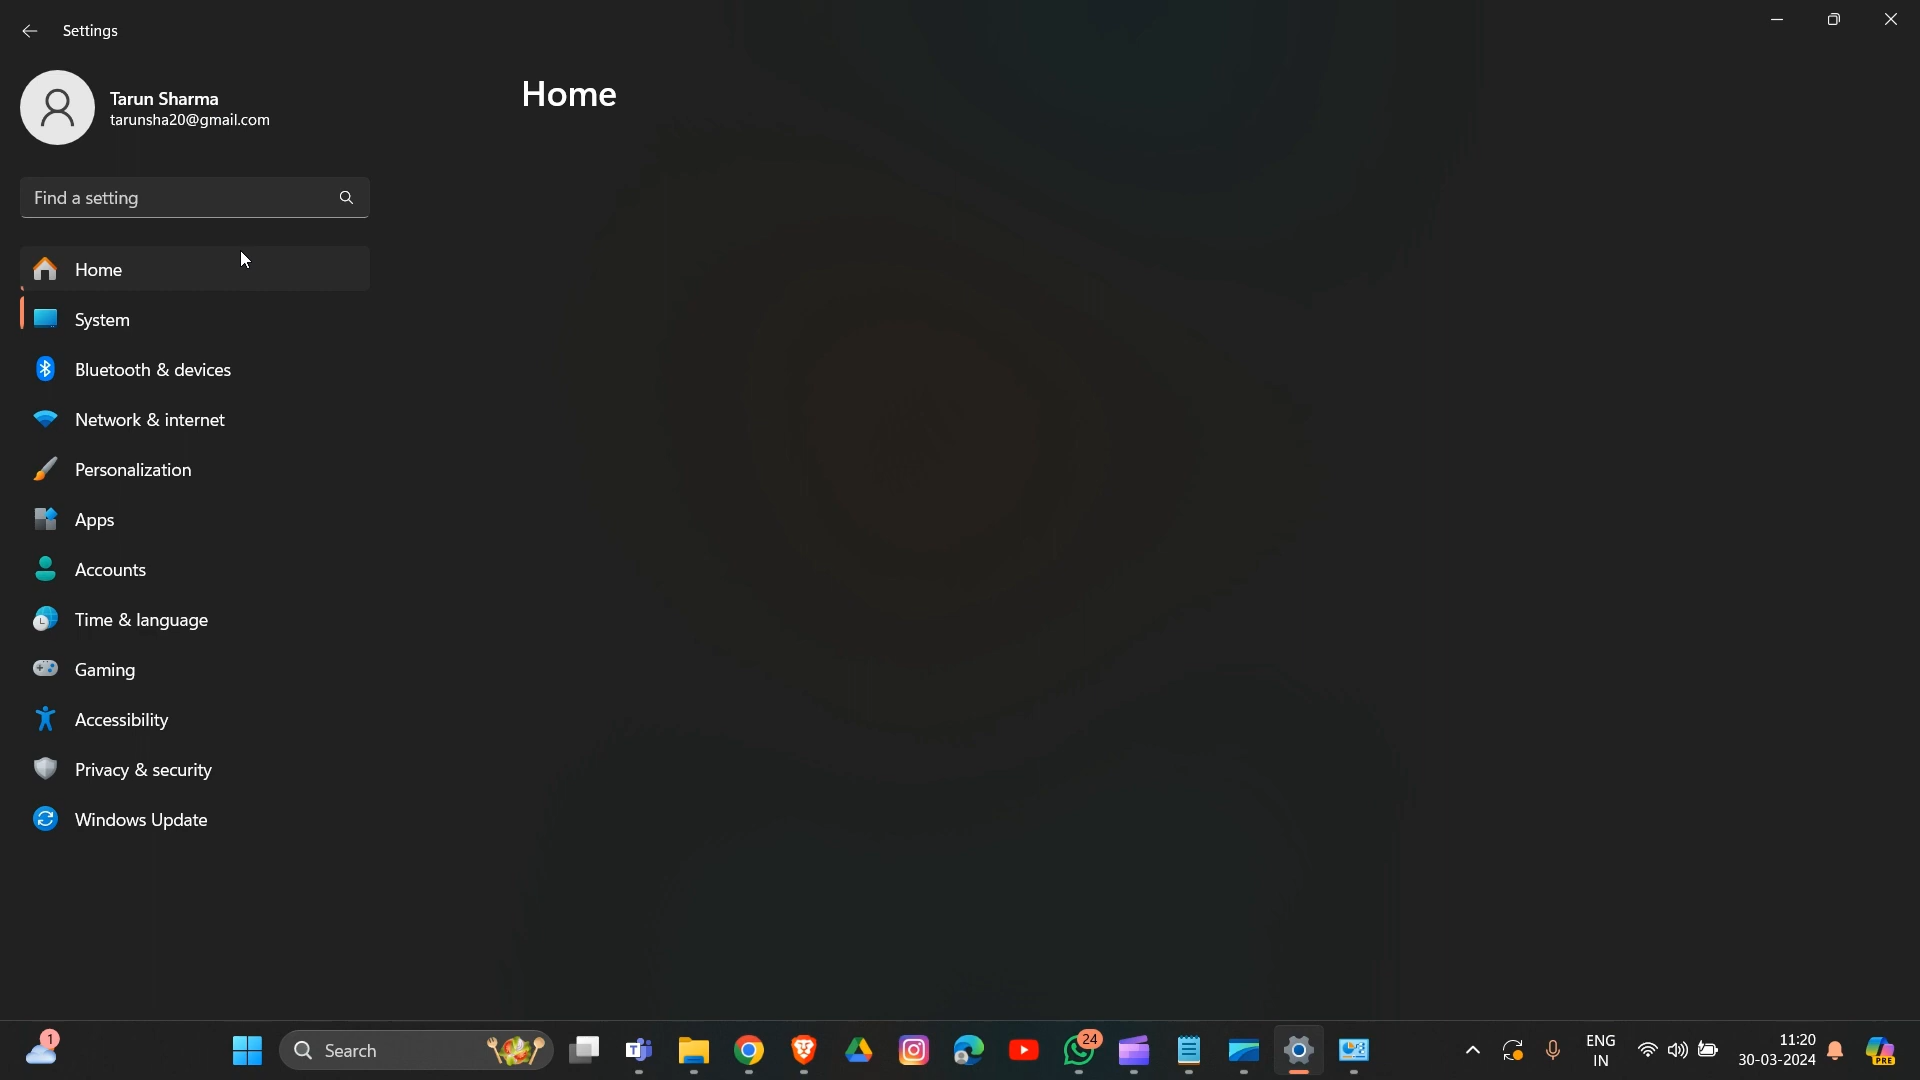 Settings
Tarun Sharma
tarunsha20@gmail.com
Home
Find a setting
Home
System
Bluetooth & devices
Network & internet
Personalization
Apps
Accounts
Time & language
Gaming
Accessibility
Privacy & security
Windows Update
1
Search
24
ENG
IN
11:20
30-03-2024
PRE